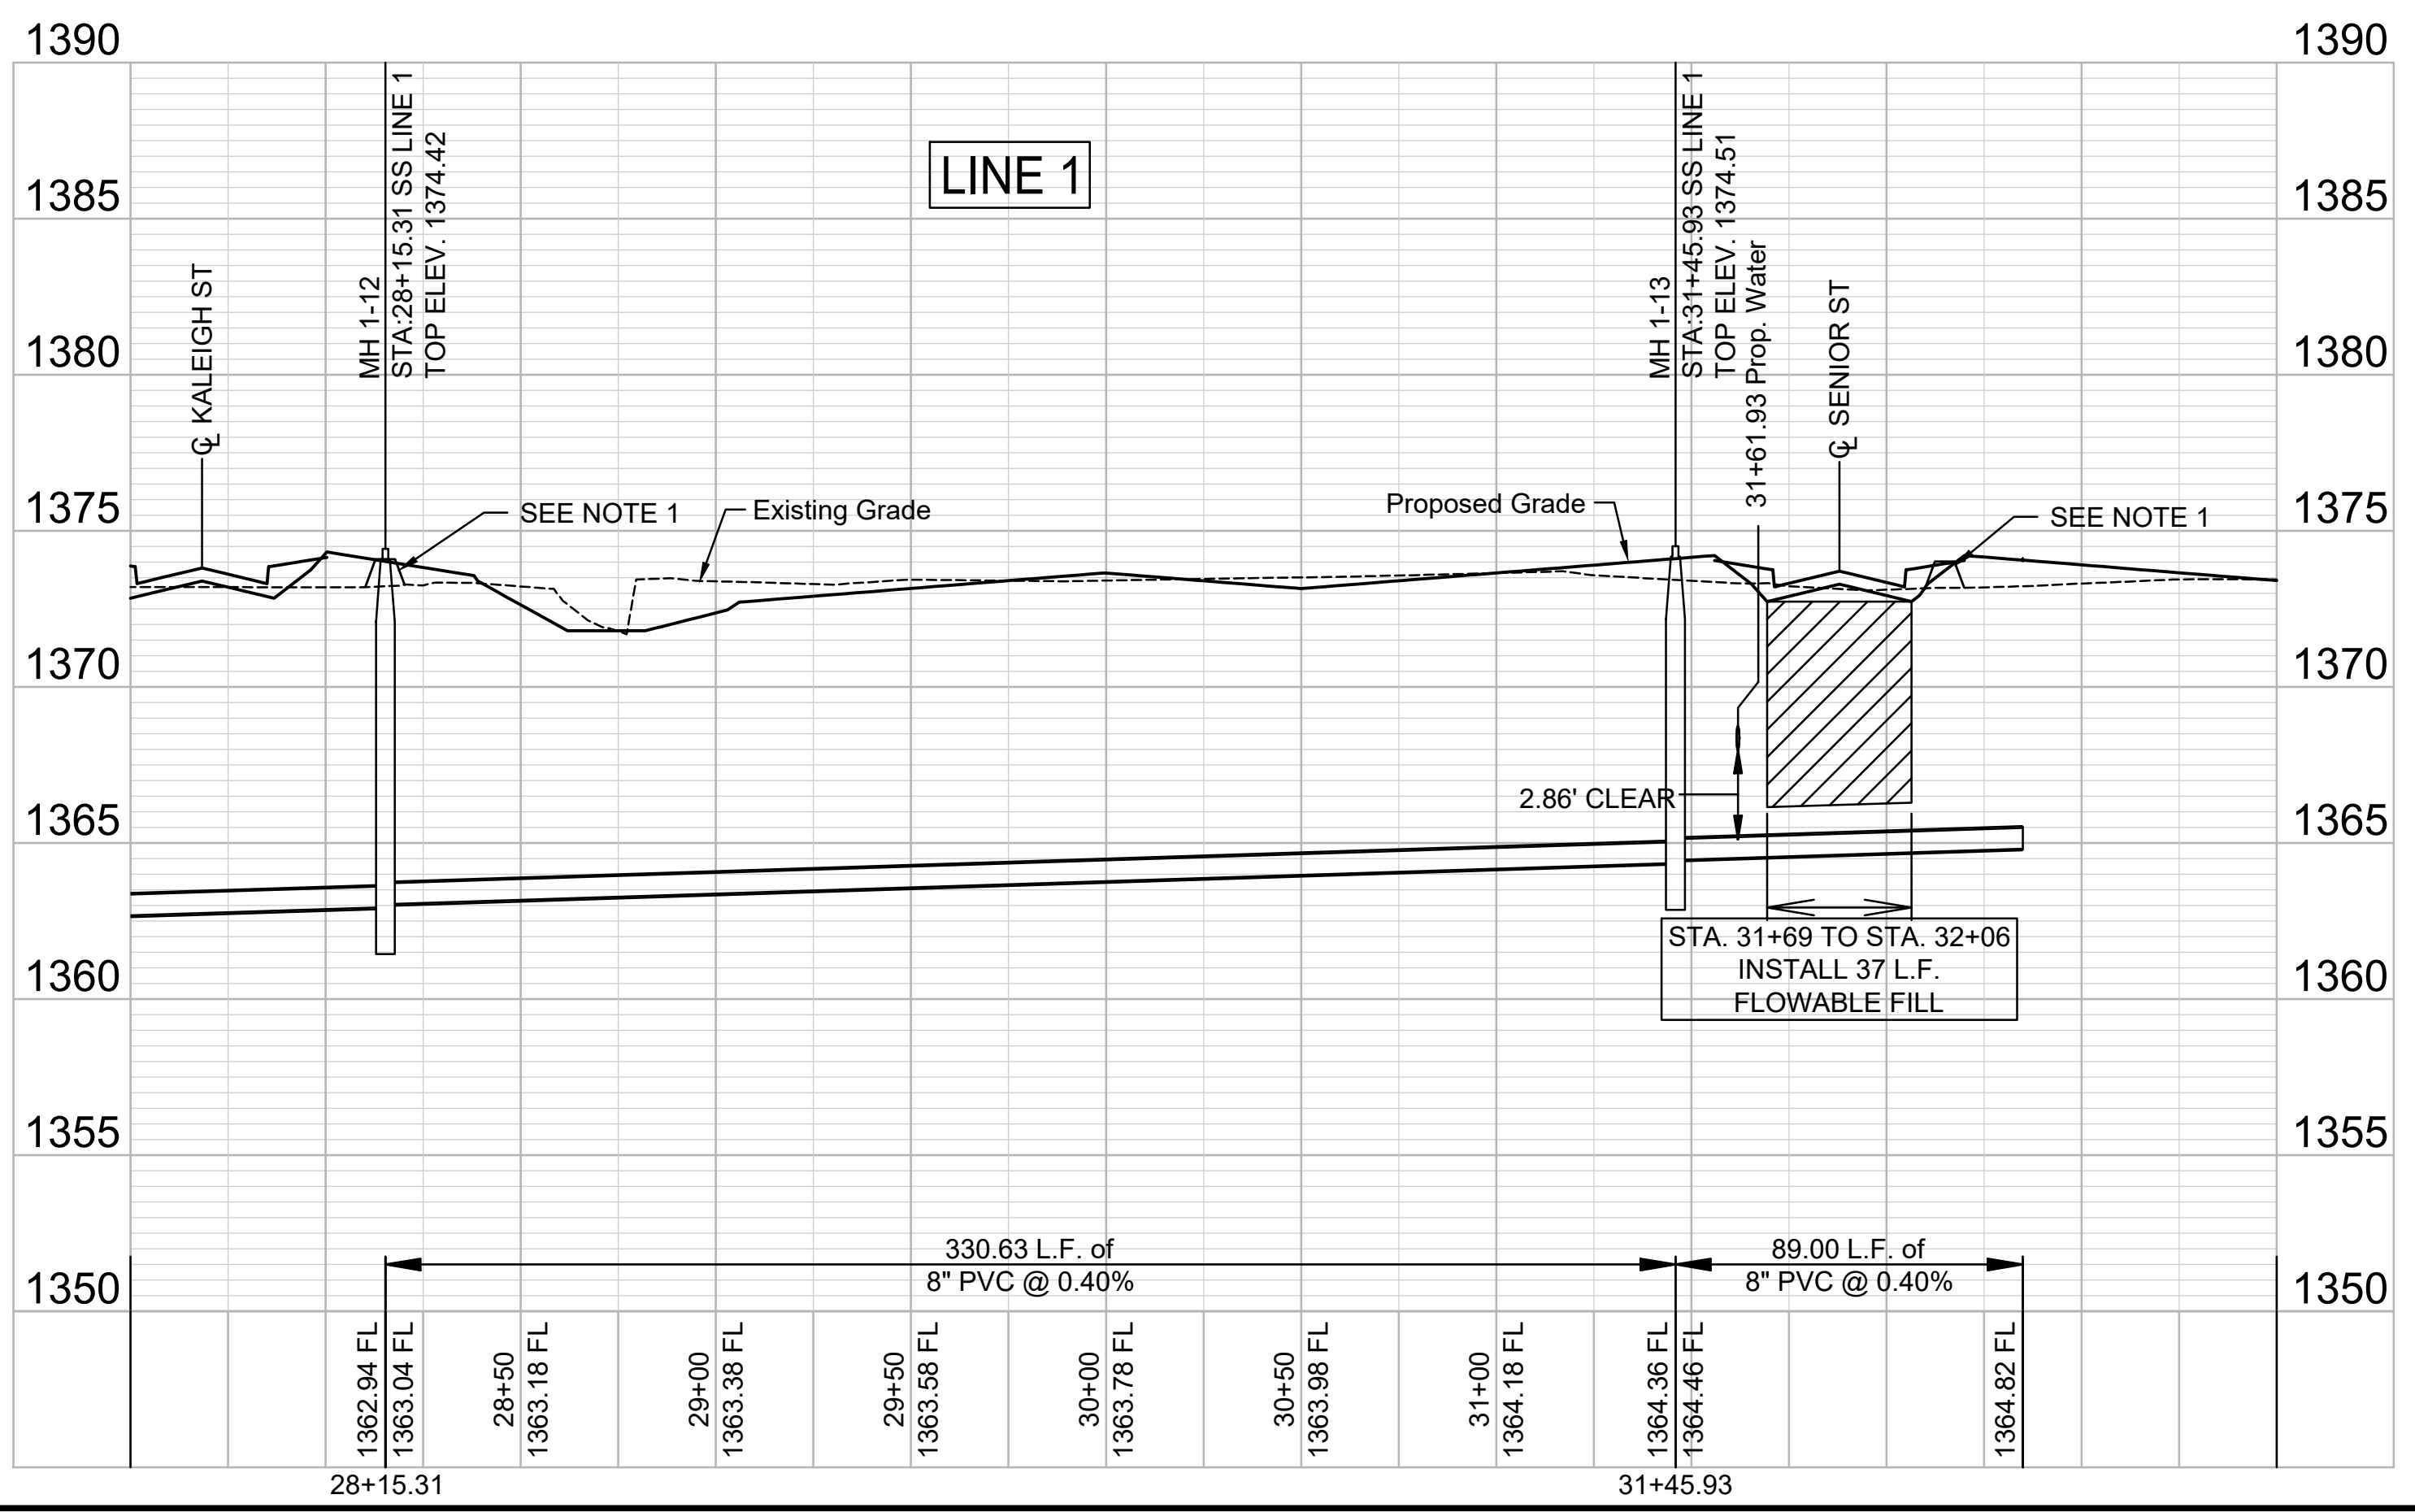 1390
1390
1385
1385
1380
1380
1375
1375
1370
1370
1365
1365
1360
1360
1355
1355
1350
1350
LINE 1
℄ KALEIGH ST
MH 1-12
STA:28+15.31 SS LINE 1
TOP ELEV. 1374.42
MH 1-13
STA:31+45.93 SS LINE 1
TOP ELEV. 1374.51
31+61.93 Prop. Water
℄ SENIOR ST
SEE NOTE 1
Existing Grade
Proposed Grade
SEE NOTE 1
2.86' CLEAR
STA. 31+69 TO STA. 32+06
INSTALL 37 L.F.
FLOWABLE FILL
330.63 L.F. of
8" PVC @ 0.40%
89.00 L.F. of
8" PVC @ 0.40%
1362.94 FL
1363.04 FL
28+50
1363.18 FL
29+00
1363.38 FL
29+50
1363.58 FL
30+00
1363.78 FL
30+50
1363.98 FL
31+00
1364.18 FL
1364.36 FL
1364.46 FL
1364.82 FL
28+15.31
31+45.93